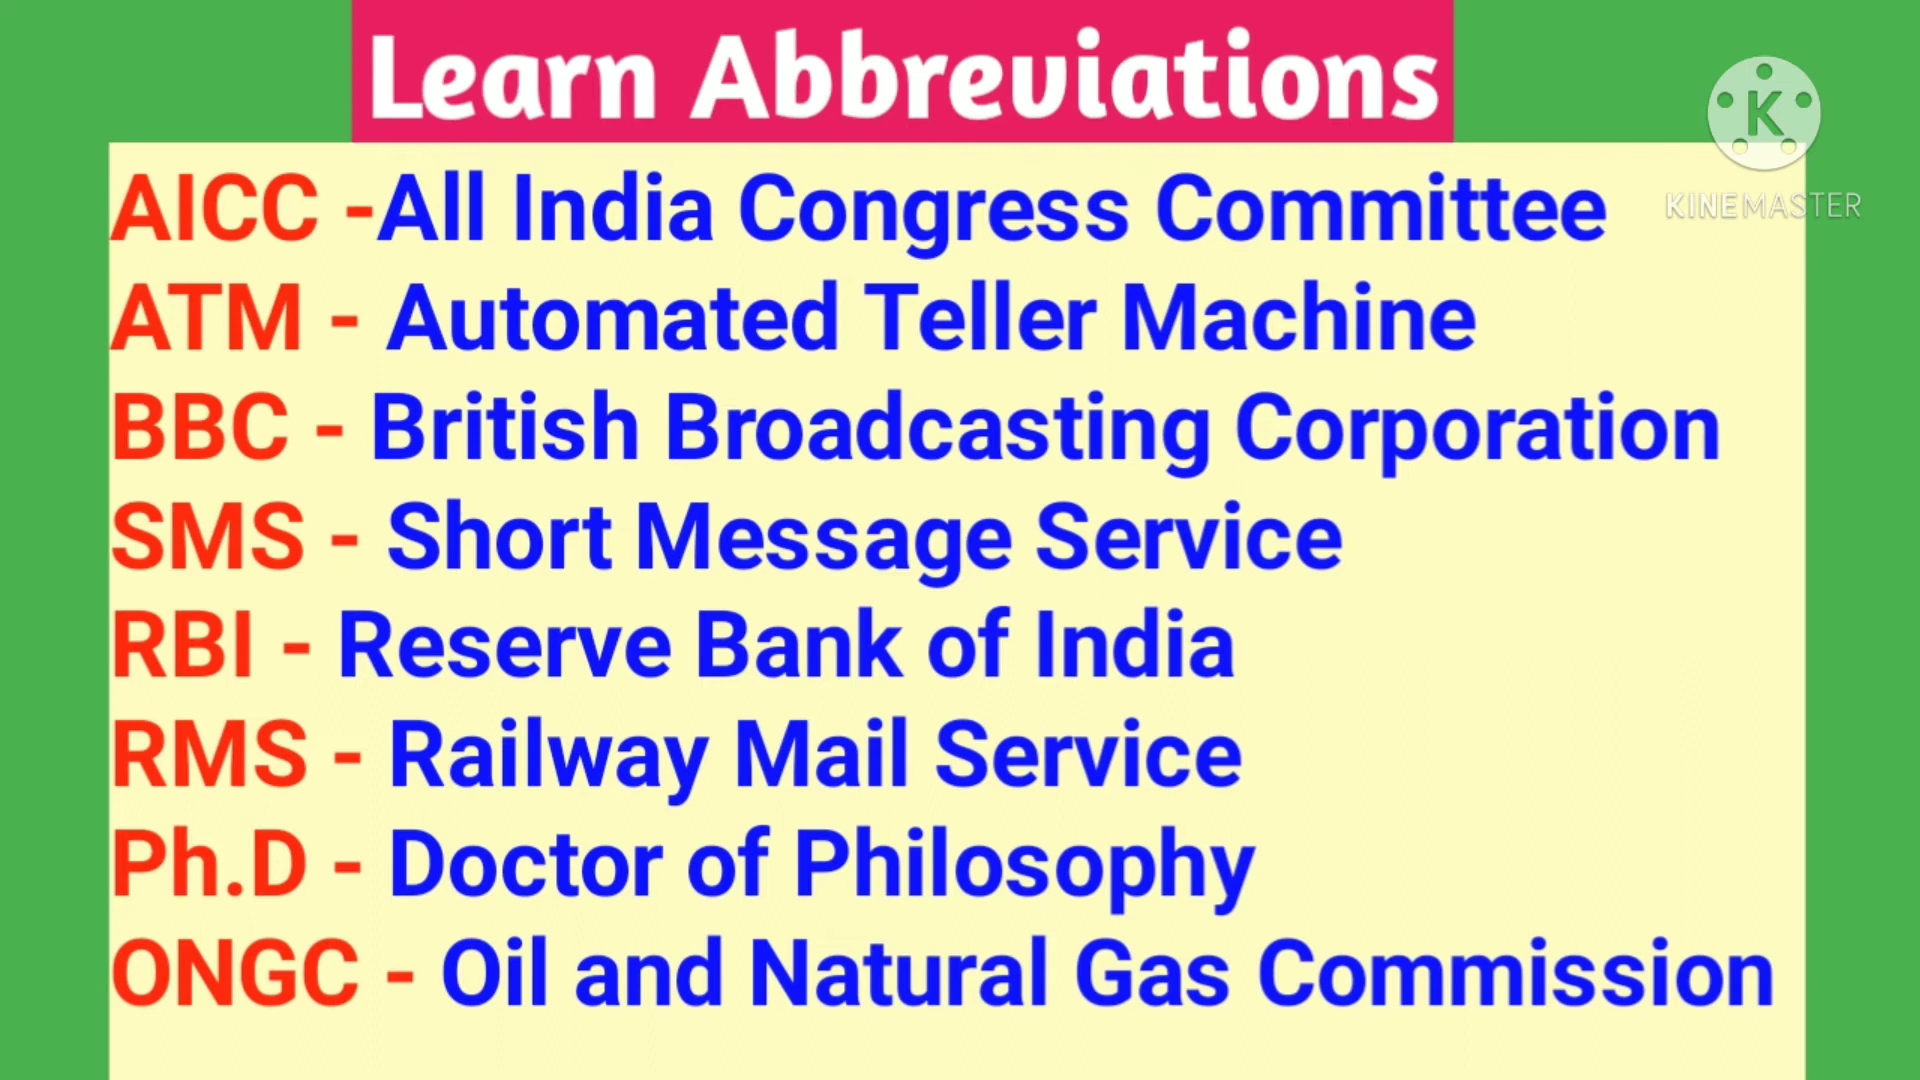 Learn Abbreviations
K
KINEMASTER
AICC -All India Congress Committee
ATM - Automated Teller Machine
BBC - British Broadcasting Corporation
SMS - Short Message Service
RBI - Reserve Bank of India
RMS - Railway Mail Service
Ph.D - Doctor of Philosophy
ONGC - Oil and Natural Gas Commission